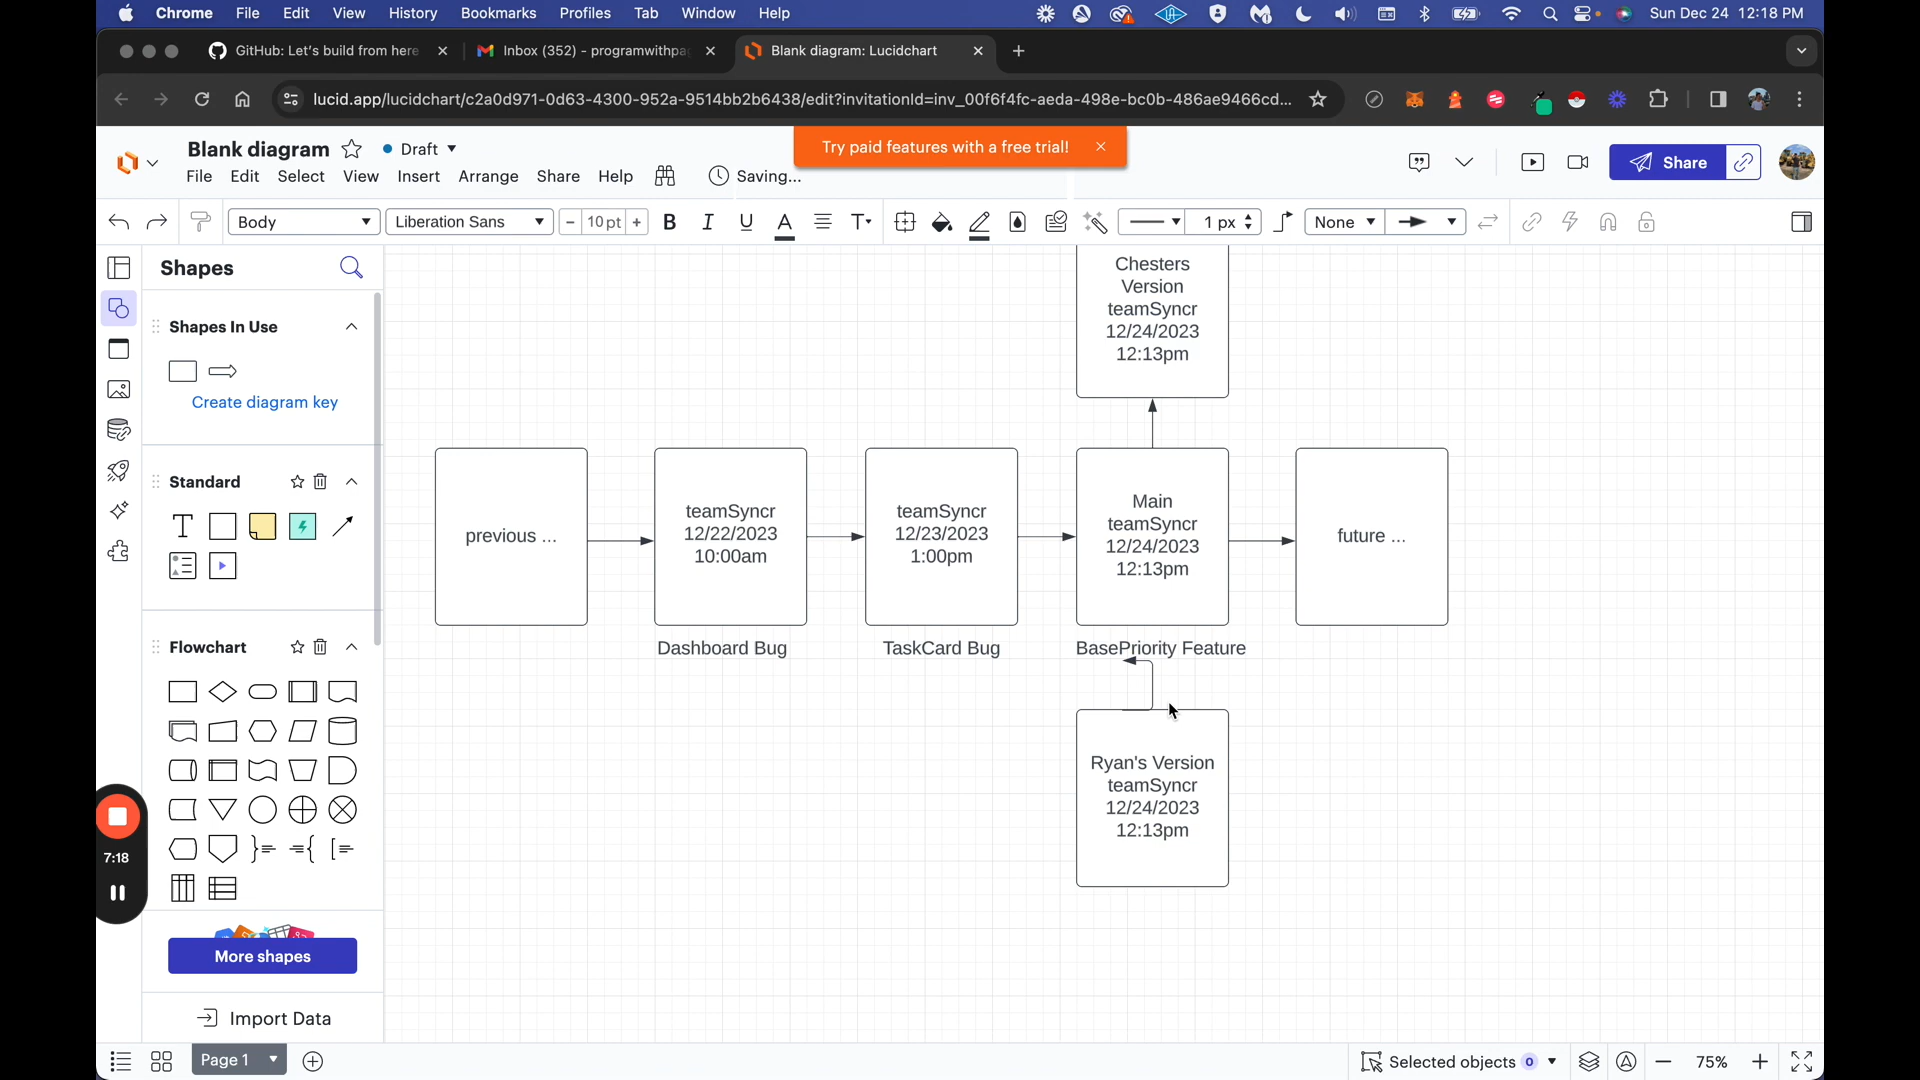 Chrome File Edit View History Bookmarks Profiles Tab Window Help Sun Dec 24 12:18 PM
GitHub: Let's build from here Inbox (352) - programwithpa Blank diagram: Lucidchart
lucid.app/lucidchart/c2a0d971-0d63-4300-952a-9514bb2b6438/edit?invitationId=inv_00f6f4fc-aeda-498e-bc0b-486ae9466cd...
Blank diagram Draft
Try paid features with a free trial!
Share
File Edit Select View Insert Arrange Share Help Saving...
Body Liberation Sans 10 pt B I U A T 1 px None
Shapes
Shapes In Use
Create diagram key
Standard
T
Flowchart
More shapes
Import Data
7:18
Chesters
Version
teamSyncr
12/24/2023
12:13pm
previous ...
teamSyncr
12/22/2023
10:00am
teamSyncr
12/23/2023
1:00pm
Main
teamSyncr
12/24/2023
12:13pm
future ...
Dashboard Bug TaskCard Bug BasePriority Feature
Ryan's Version
teamSyncr
12/24/2023
12:13pm
Page 1 Selected objects 0 75%